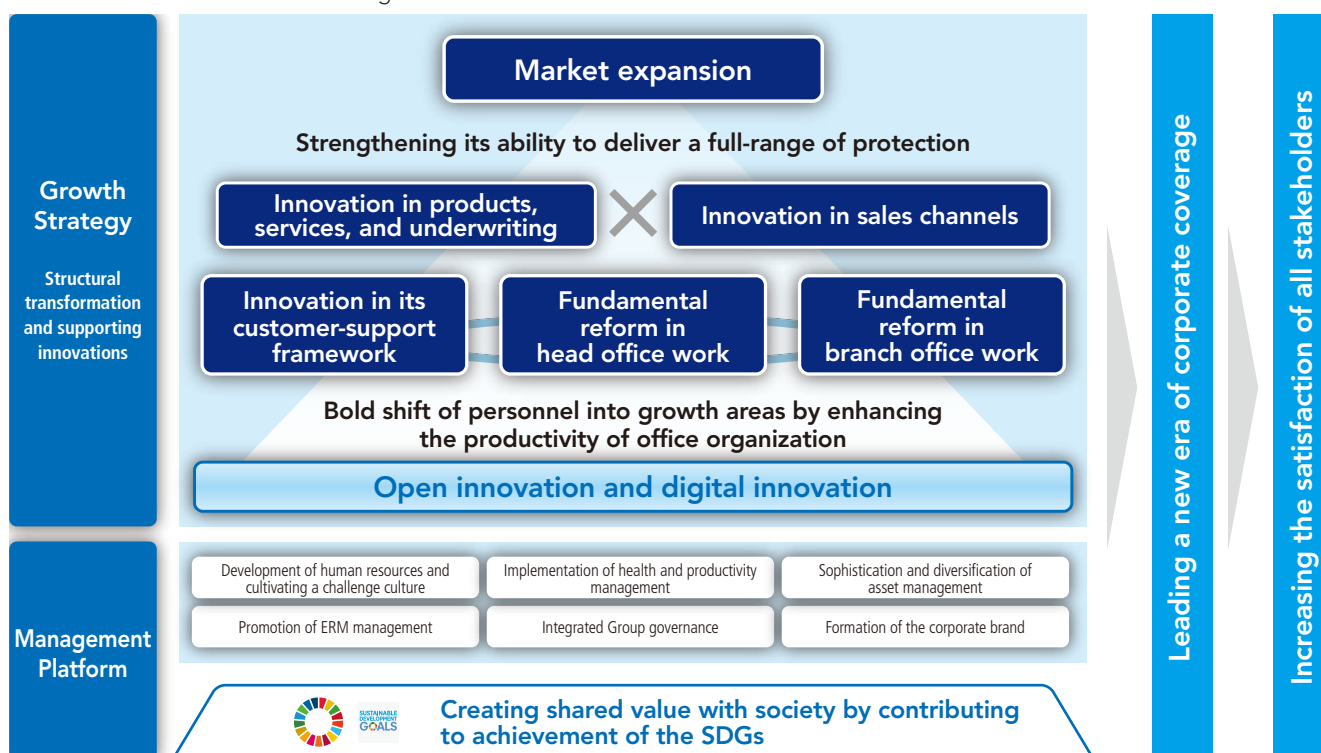 Growth
Strategy
Structural
transformation
and supporting
innovations
Market expansion
Strengthening its ability to deliver a full-range of protection
Innovation in products,
services, and underwriting
Innovation in sales channels
Innovation in its
customer-support
framework
Fundamental
reform in
head office work
Fundamental
reform in
branch office work
Bold shift of personnel into growth areas by enhancing
the productivity of office organization
Open innovation and digital innovation
Management
Platform
Development of human resources and
cultivating a challenge culture
Implementation of health and productivity
management
Sophistication and diversification of
asset management
Promotion of ERM management
Integrated Group governance
Formation of the corporate brand
SUSTAINABLE
DEVELOPMENT
GOALS
Creating shared value with society by contributing
to achievement of the SDGs
Leading a new era of corporate coverage
Increasing the satisfaction of all stakeholders